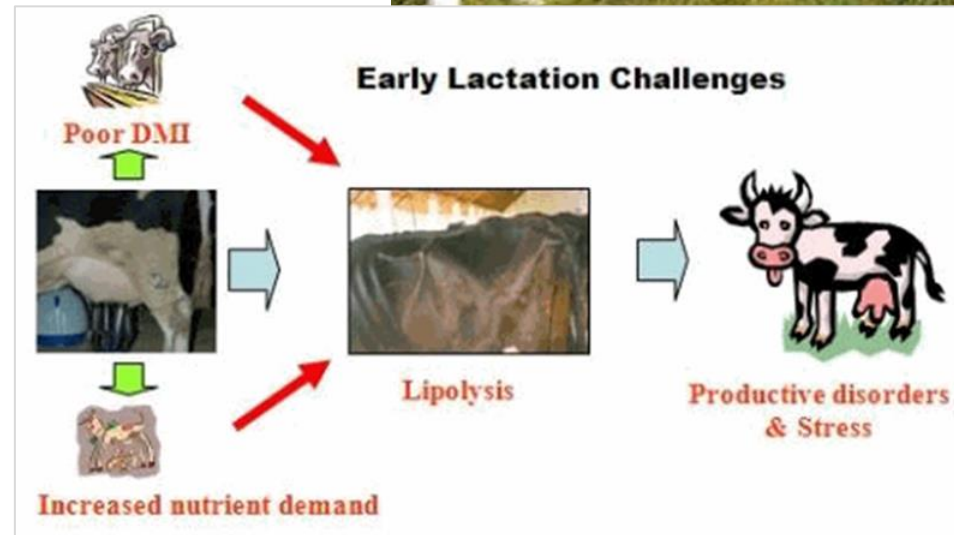 Early Lactation Challenges
Poor DMI
Lipolysis
Productive disorders
& Stress
Increased nutrient demand